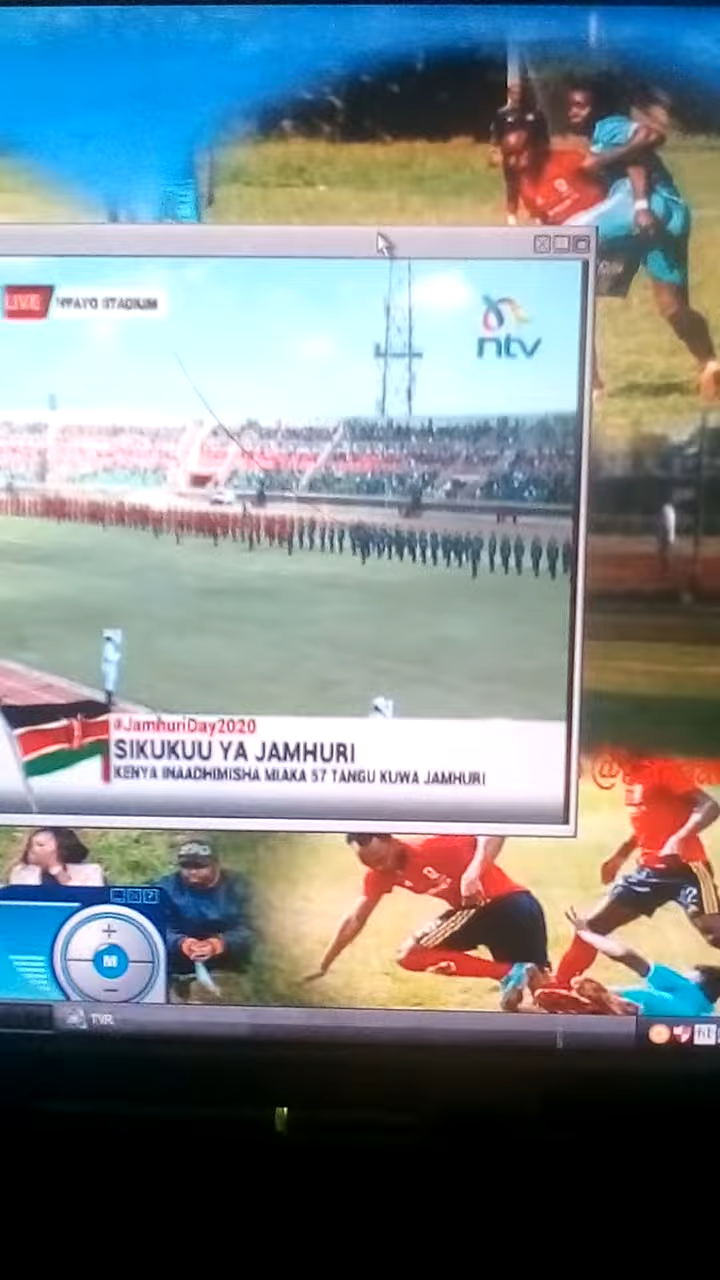 LIVE NYAYO STADIUM
ntv
@JamhuriDay2020
SIKUKUU YA JAMHURI
KENYA INAADHIMISHA MIAKA 57 TANGU KUWA JAMHURI
M
TVR